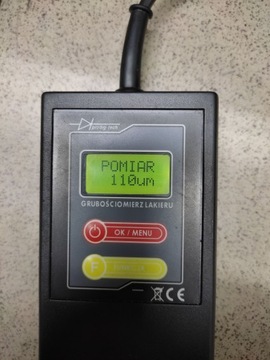 POMIAR
110um
GRUBOŚCIOMIERZ LAKIERU
OK / MENU
F
CE